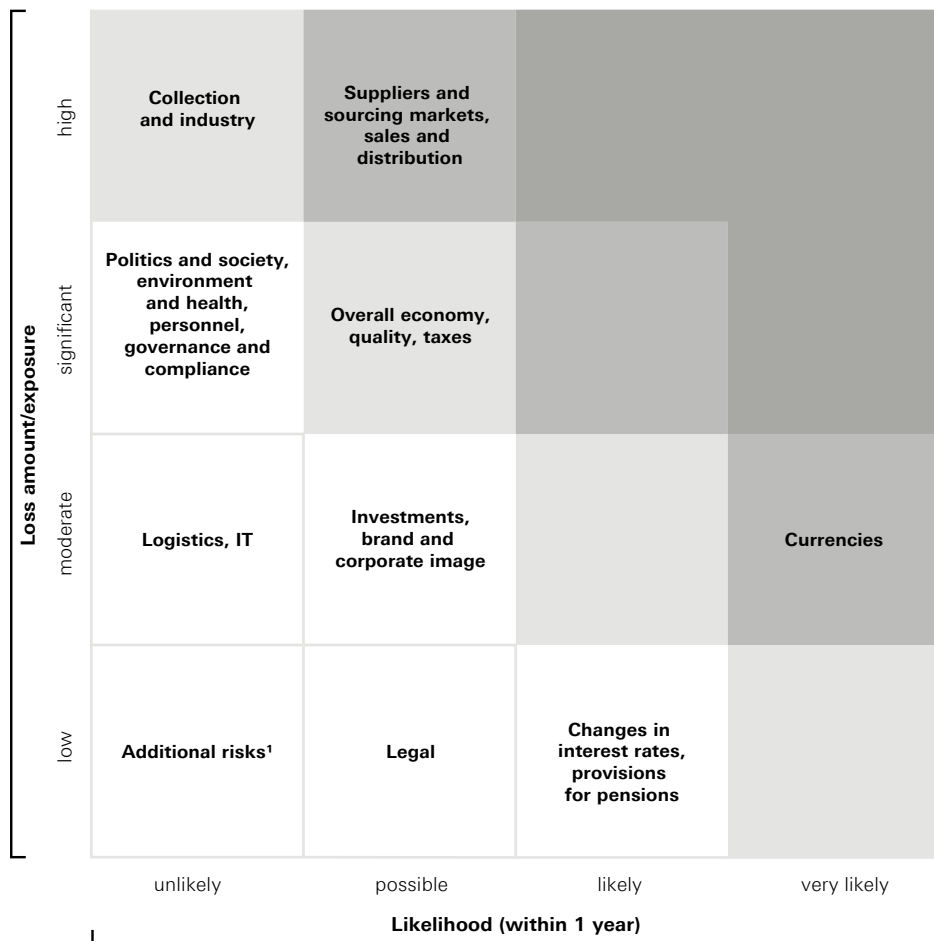 Loss amount/exposure
high
Collection
and industry
Suppliers and
sourcing markets,
sales and
distribution
significant
Politics and society,
environment
and health,
personnel,
governance and
compliance
Overall economy,
quality, taxes
moderate
Logistics, IT
Investments,
brand and
corporate image
Currencies
low
Additional risks¹
Legal
Changes in
interest rates,
provisions
for pensions
unlikely
possible
likely
very likely
Likelihood (within 1 year)